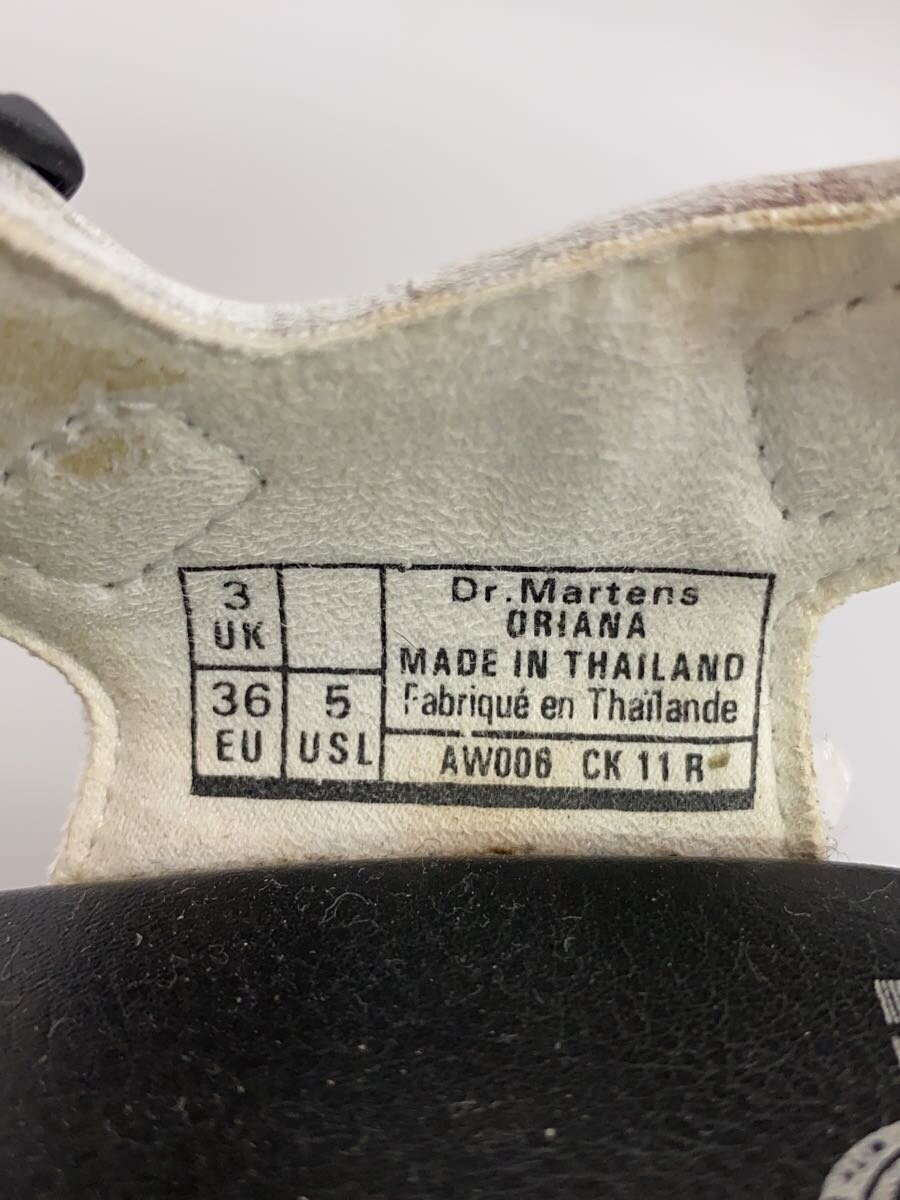 3
UK
36
EU
5
USL
Dr.Martens
ORIANA
MADE IN THAILAND
Fabriqué en Thaïlande
AW006 CK 11 R